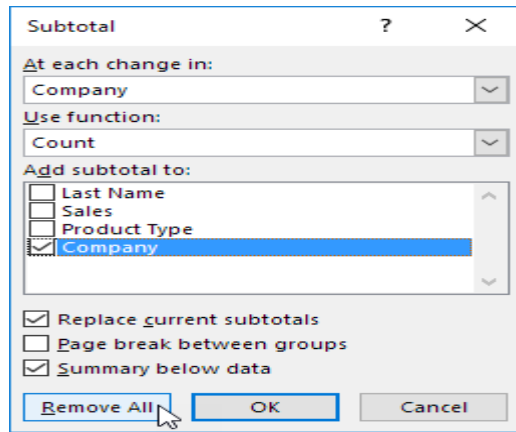 Subtotal ?
At each change in:
Company
Use function:
Count
Add subtotal to:
Last Name
Sales
Product Type
Company
Replace current subtotals
Page break between groups
Summary below data
Remove All OK Cancel